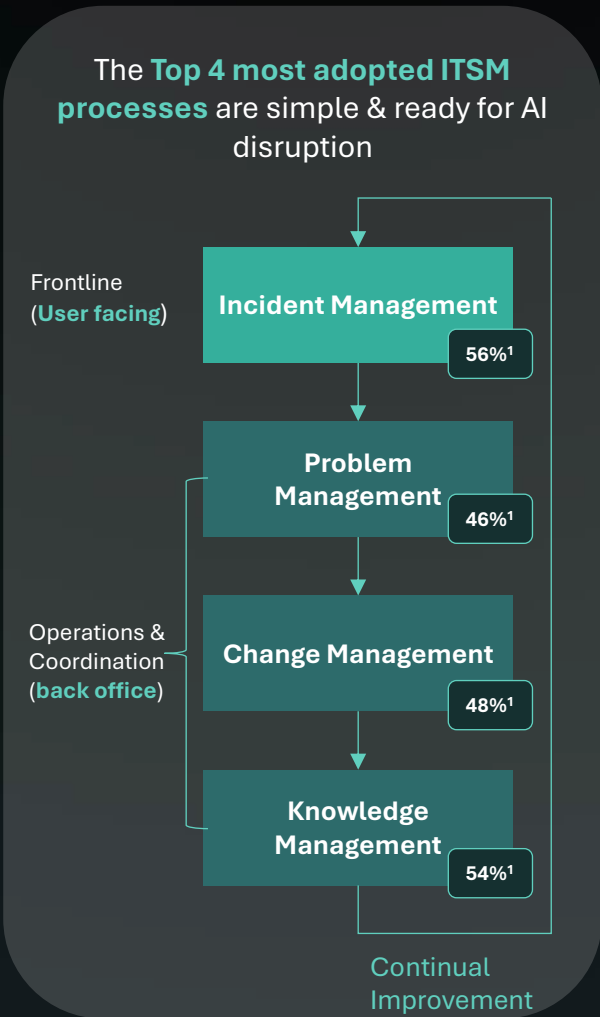 The Top 4 most adopted ITSM
processes are simple & ready for AI
disruption
Frontline
(User facing)
Incident Management
56%¹
Problem
Management
46%¹
Operations &
Coordination
(back office)
Change Management
48%¹
Knowledge
Management
54%¹
Continual
Improvement